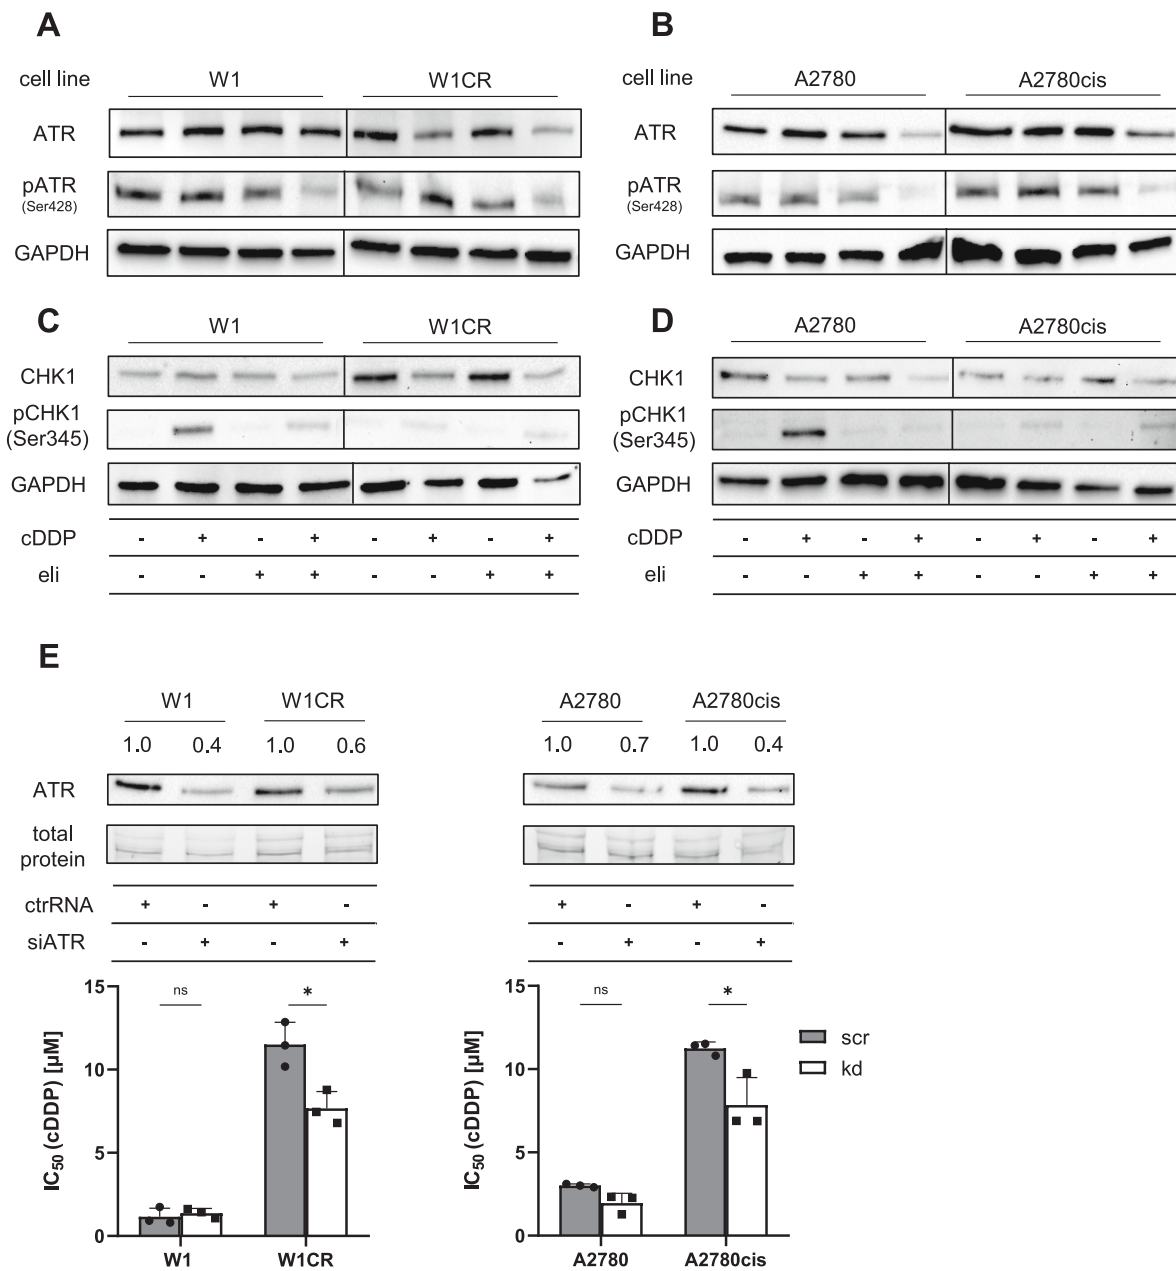 A
B
cell line W1 W1CR
cell line A2780 A2780cis
ATR
ATR
pATR
(Ser428)
pATR
(Ser428)
GAPDH
GAPDH
C W1 W1CR
D A2780 A2780cis
CHK1
CHK1
pCHK1
(Ser345)
pCHK1
(Ser345)
GAPDH
GAPDH
cDDP - + - + - + - +
cDDP - + - + - + - +
eli - - + + - - + +
eli - - + + - - + +
E
W1 W1CR
A2780 A2780cis
1.0 0.4 1.0 0.6
1.0 0.7 1.0 0.4
ATR
total
protein
ctrRNA + - + -
+ - + -
siATR - + - +
- + - +
IC50 (cDDP) [µM]
15
10
5
0
ns *
W1 W1CR
IC50 (cDDP) [µM]
15
10
5
0
ns *
A2780 A2780cis
scr
kd